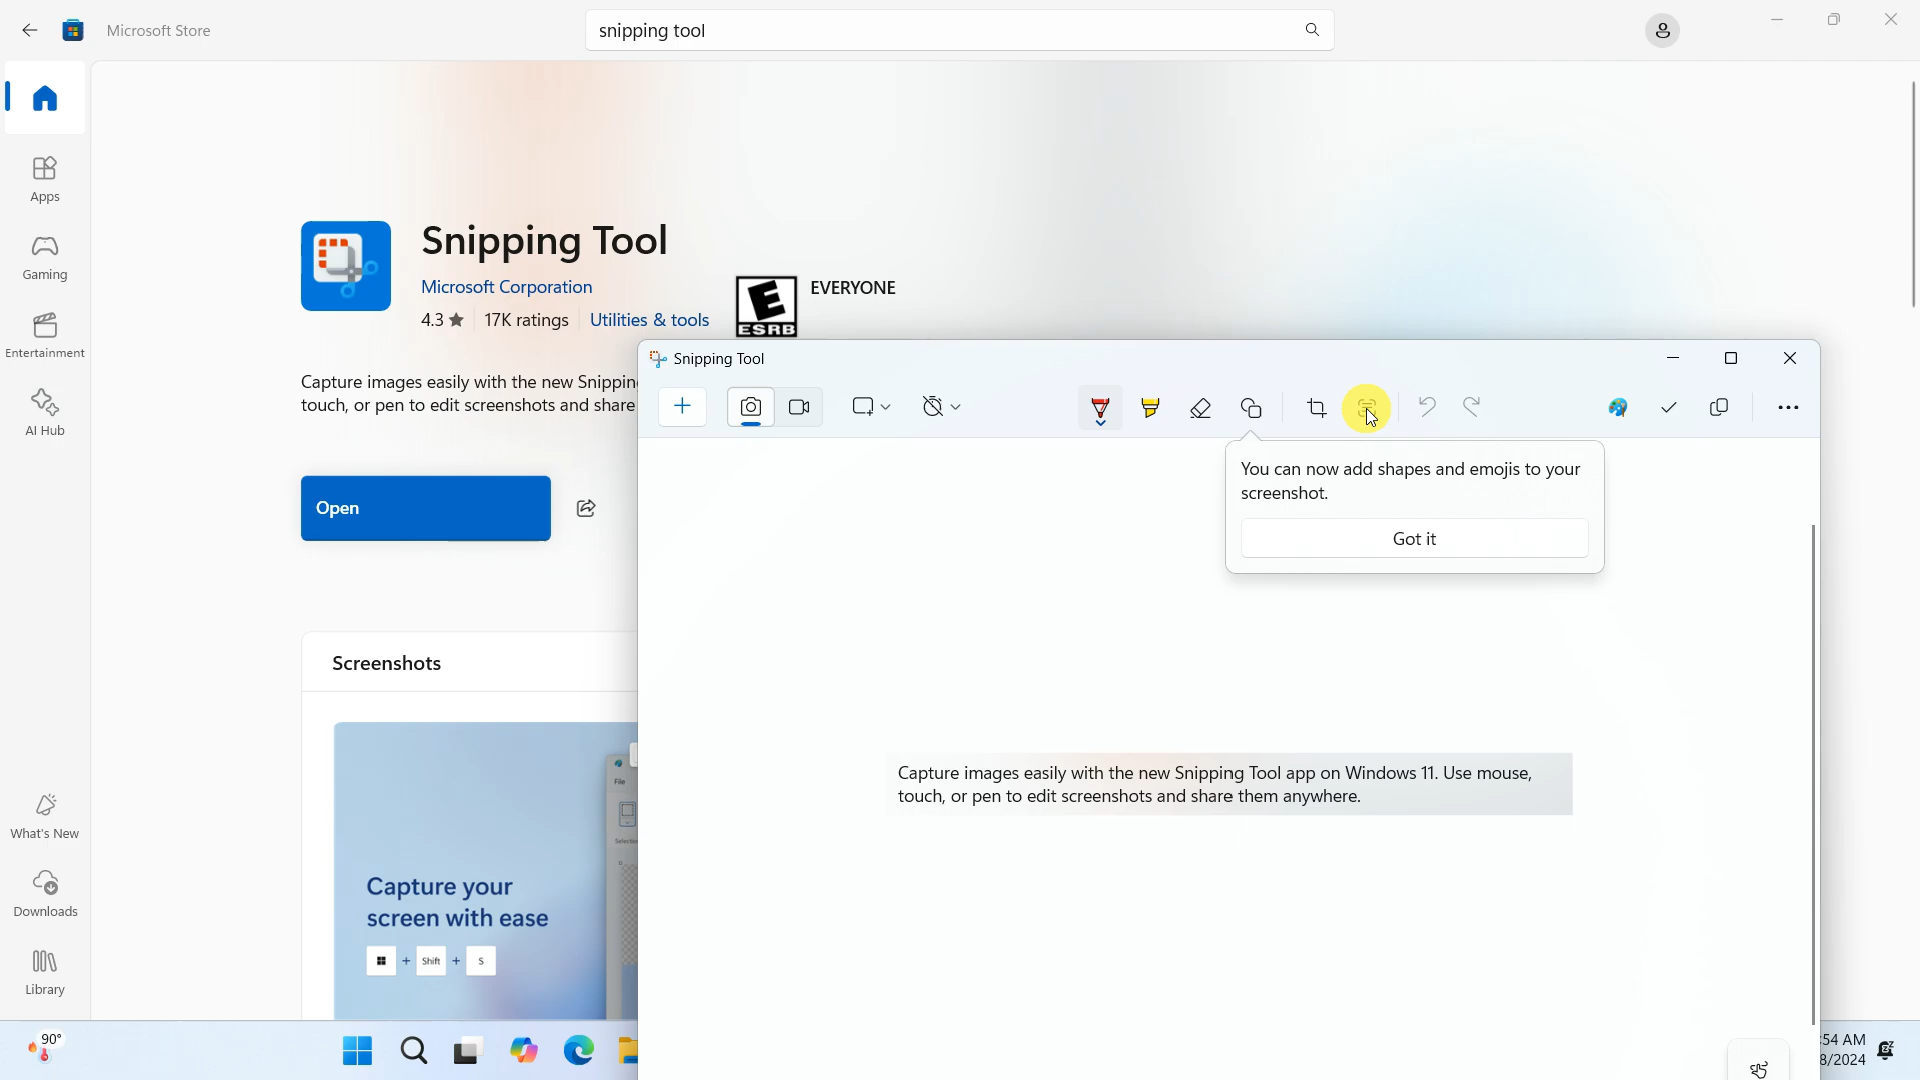 Microsoft Store
snipping tool
Apps
Gaming
Entertainment
AI Hub
What's New
Downloads
Library
Snipping Tool
Microsoft Corporation
4.3 ★ 17K ratings Utilities & tools
E
ESRB
EVERYONE
Capture images easily with the new Snippin
touch, or pen to edit screenshots and share
Open
Screenshots
File
Capture your
screen with ease
+ Shift + S
Snipping Tool
You can now add shapes and emojis to your
screenshot.
Got it
Capture images easily with the new Snipping Tool app on Windows 11. Use mouse,
touch, or pen to edit screenshots and share them anywhere.
90°
:54 AM
8/2024